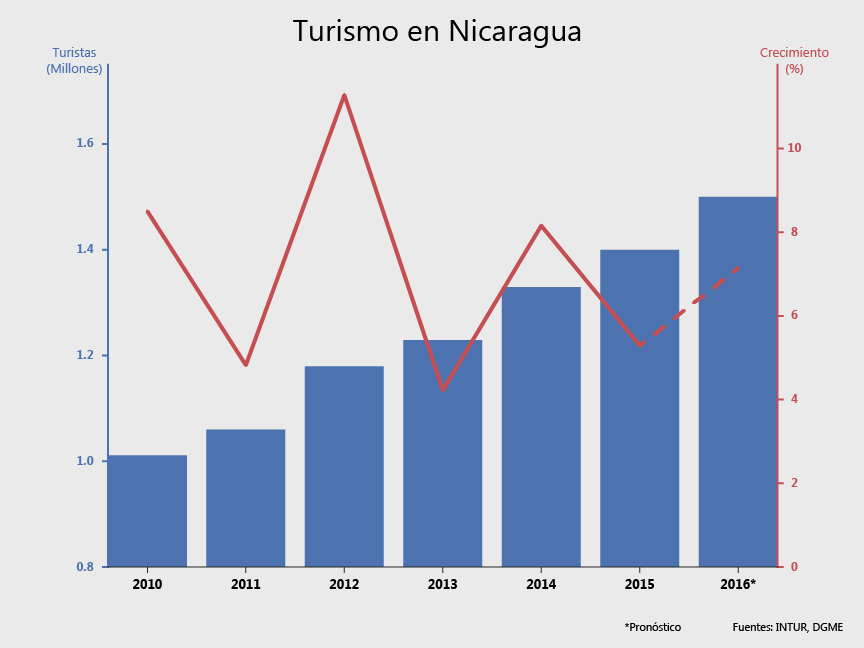 Turismo en Nicaragua
Turistas
(Millones)
Crecimiento
(%)
1.6
1.4
1.2
1.0
0.8
10
8
6
4
2
0
2010 2011 2012 2013 2014 2015 2016*
*Pronóstico Fuentes: INTUR, DGME